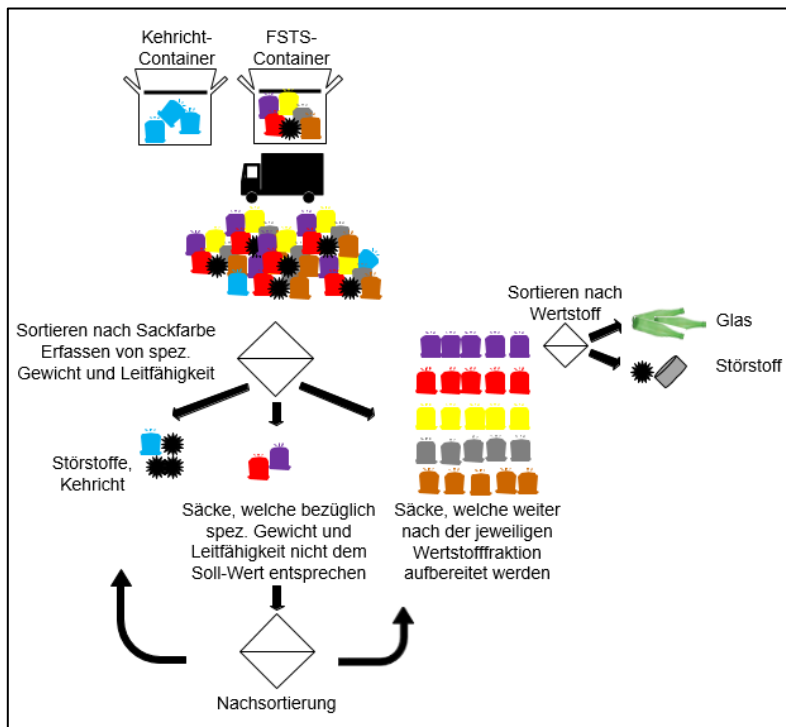 Kehricht-
Container
FSTS-
Container
Sortieren nach
Wertstoff
Glas
Störstoff
Sortieren nach Sackfarbe
Erfassen von spez.
Gewicht und Leitfähigkeit
Störstoffe,
Kehricht
Säcke, welche bezüglich
spez. Gewicht und
Leitfähigkeit nicht dem
Soll-Wert entsprechen
Säcke, welche weiter
nach der jeweiligen
Wertstofffraktion
aufbereitet werden
Nachsortierung